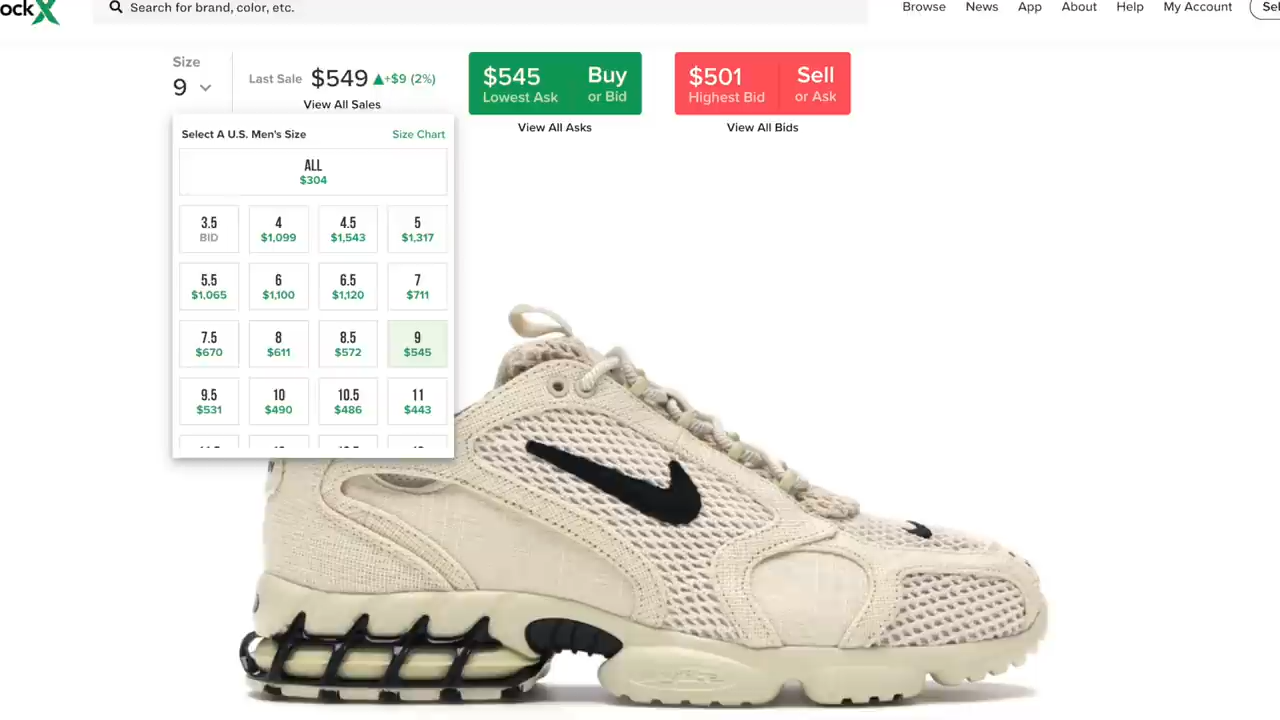 ockX
Search for brand, color, etc.
Browse News App About Help My Account Sel
Size
9
Last Sale $549 ▲+$9 (2%)
View All Sales
$545 Buy
Lowest Ask or Bid
View All Asks
$501 Sell
Highest Bid or Ask
View All Bids
Select A U.S. Men's Size Size Chart
ALL
$304
3.5 4 4.5 5
BID $1,099 $1,543 $1,317
5.5 6 6.5 7
$1,065 $1,100 $1,120 $711
7.5 8 8.5 9
$670 $611 $572 $545
9.5 10 10.5 11
$531 $490 $486 $443